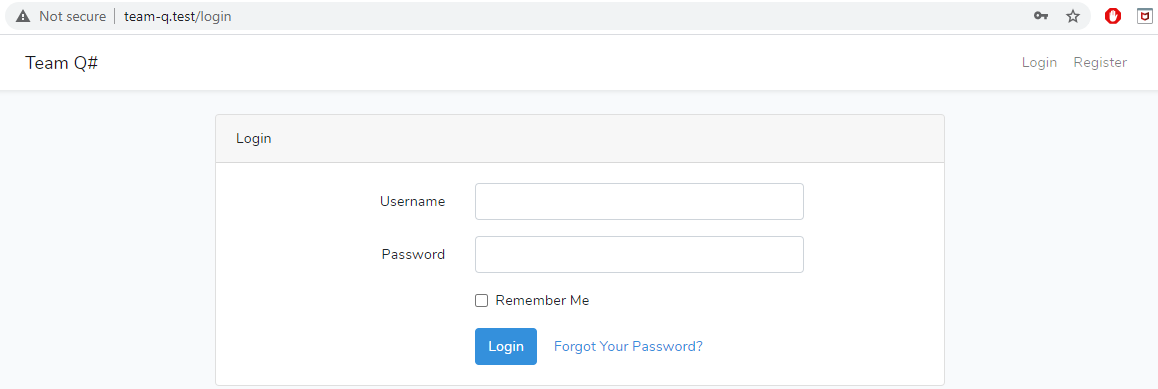 Not secure team-q.test/login
Team Q# Login Register
Login
Username
Password
Remember Me
Login Forgot Your Password?